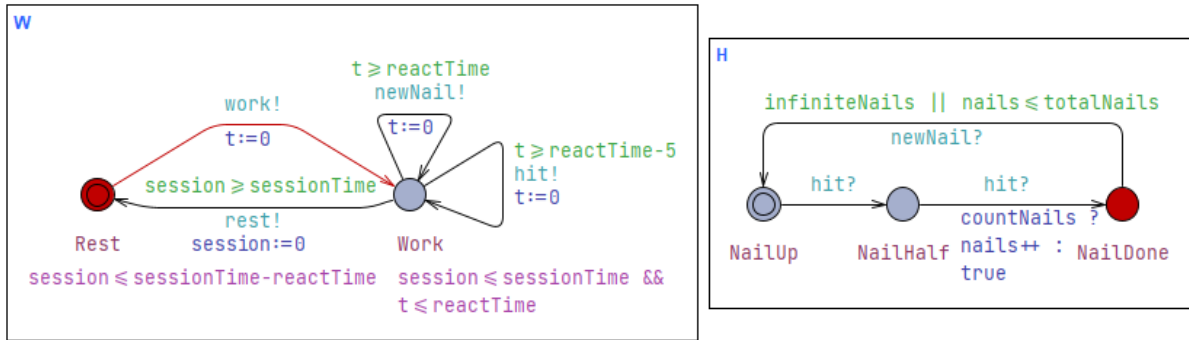 W
t ⩾ reactTime
newNail!
t:=0
work!
t:=0
t ⩾ reactTime-5
hit!
t:=0
session ⩾ sessionTime
rest!
session:=0
Rest
Work
session ⩽ sessionTime-reactTime
session ⩽ sessionTime &&
t ⩽ reactTime
H
infiniteNails || nails ⩽ totalNails
newNail?
hit?
hit?
countNails ?
nails++ :
true
NailUp
NailHalf
NailDone